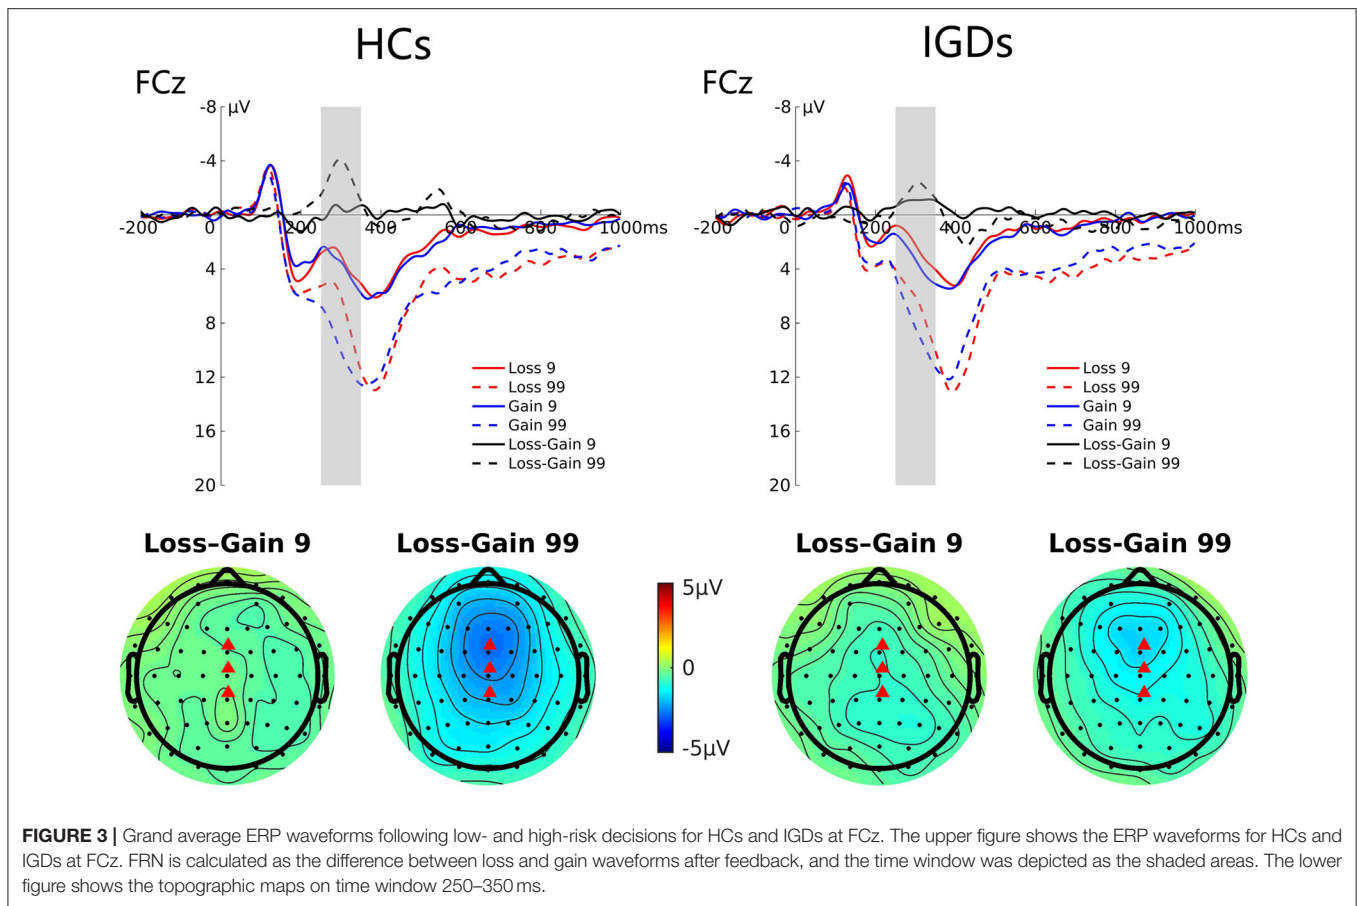 HCs
IGDs
FCz
FCz
-8 μV
-4
4
8
12
16
20
-200 0 200 400 600 800 1000ms
Loss 9
Loss 99
Gain 9
Gain 99
Loss-Gain 9
Loss-Gain 99
-8 μV
-4
4
8
12
16
20
-200 0 200 400 600 800 1000ms
Loss 9
Loss 99
Gain 9
Gain 99
Loss-Gain 9
Loss-Gain 99
Loss–Gain 9
Loss-Gain 99
Loss–Gain 9
Loss-Gain 99
5μV
0
-5μV
FIGURE 3 | Grand average ERP waveforms following low- and high-risk decisions for HCs and IGDs at FCz. The upper figure shows the ERP waveforms for HCs and
IGDs at FCz. FRN is calculated as the difference between loss and gain waveforms after feedback, and the time window was depicted as the shaded areas. The lower
figure shows the topographic maps on time window 250–350 ms.